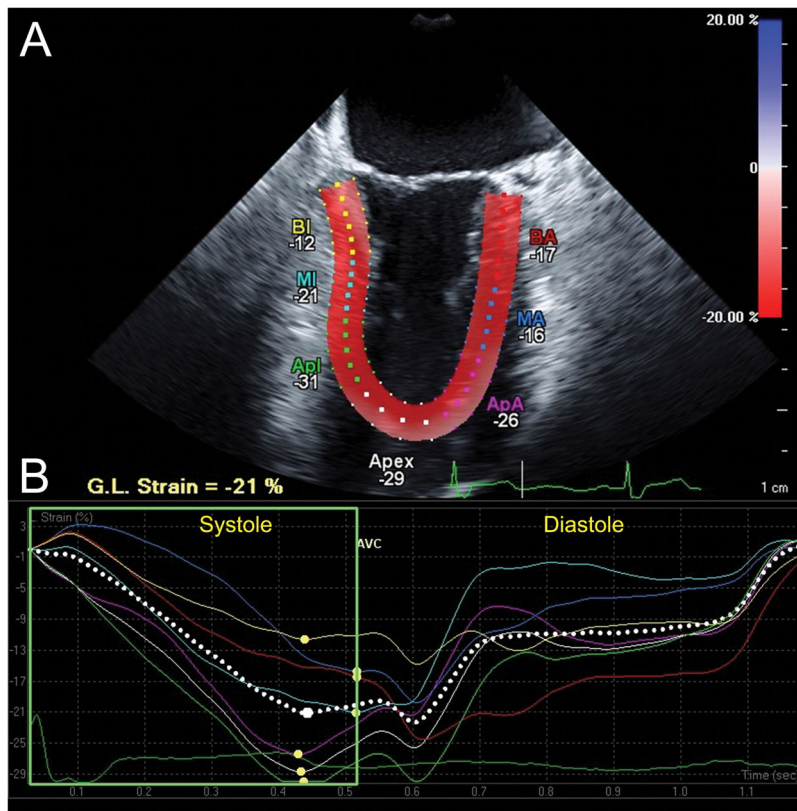 A
20.00 %
0
-20.00 %
BI
-12
MI
-21
ApI
-31
BA
-17
MA
-16
ApA
-26
Apex
-29
1 cm
B
G.L. Strain = -21 %
Strain (%)
Systole
Diastole
AVC
3
-1
-5
-9
-13
-17
-21
-25
-29
0.1 0.2 0.3 0.4 0.5 0.6 0.7 0.8 0.9 1.0 1.1
Time (sec